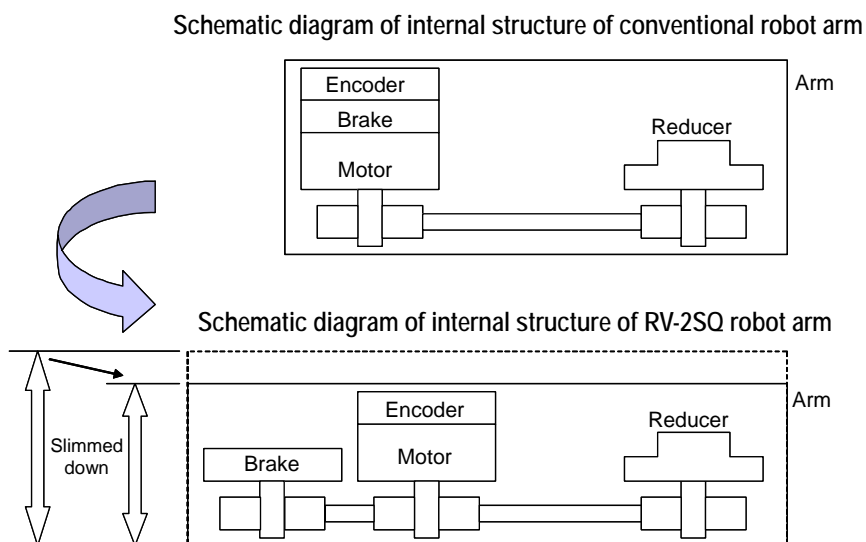 Schematic diagram of internal structure of conventional robot arm
Encoder
Arm
Brake
Reducer
Motor
Schematic diagram of internal structure of RV-2SQ robot arm
Arm
Encoder
Reducer
Slimmed
down
Brake
Motor